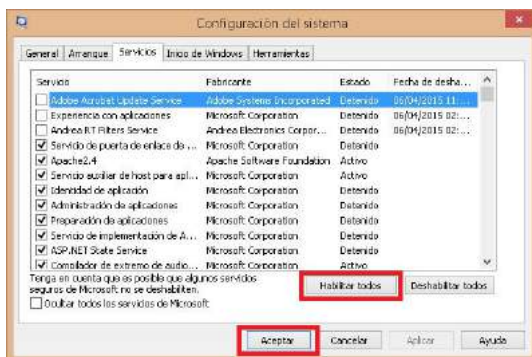 Configuración del sistema
General Arranque Servicios Inicio de Windows Herramientas
Servicio Fabricante Estado Fecha de desha...
Adobe Acrobat Update Service Adobe Systems Incorporated Detenido 06/04/2015 11:...
Experiencia con aplicaciones Microsoft Corporation Detenido 06/04/2015 02:...
Andrea RT Filters Service Andrea Electronics Corpor... Detenido 06/04/2015 02:...
Servicio de puerta de enlace de ... Microsoft Corporation Detenido
Apache2.4 Apache Software Foundation Activo
Servicio auxiliar de host para apl... Microsoft Corporation Activo
Identidad de aplicación Microsoft Corporation Detenido
Administración de aplicaciones Microsoft Corporation Detenido
Preparación de aplicaciones Microsoft Corporation Detenido
Servicio de implementación de A... Microsoft Corporation Detenido
ASP.NET State Service Microsoft Corporation Detenido
Compilador de extremo de audio... Microsoft Corporation Activo
Tenga en cuenta que es posible que algunos servicios
seguros de Microsoft no se deshabiliten.
Habilitar todos Deshabilitar todos
Ocultar todos los servicios de Microsoft
Aceptar Cancelar Aplicar Ayuda